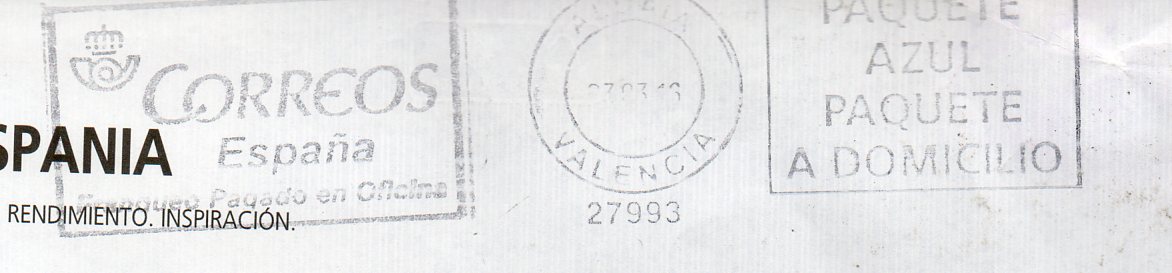 CORREOS
España
Franqueo Pagado en Oficina
SPANIA
RENDIMIENTO. INSPIRACIÓN.
VALENCIA
27993
PAQUETE
AZUL
PAQUETE
A DOMICILIO